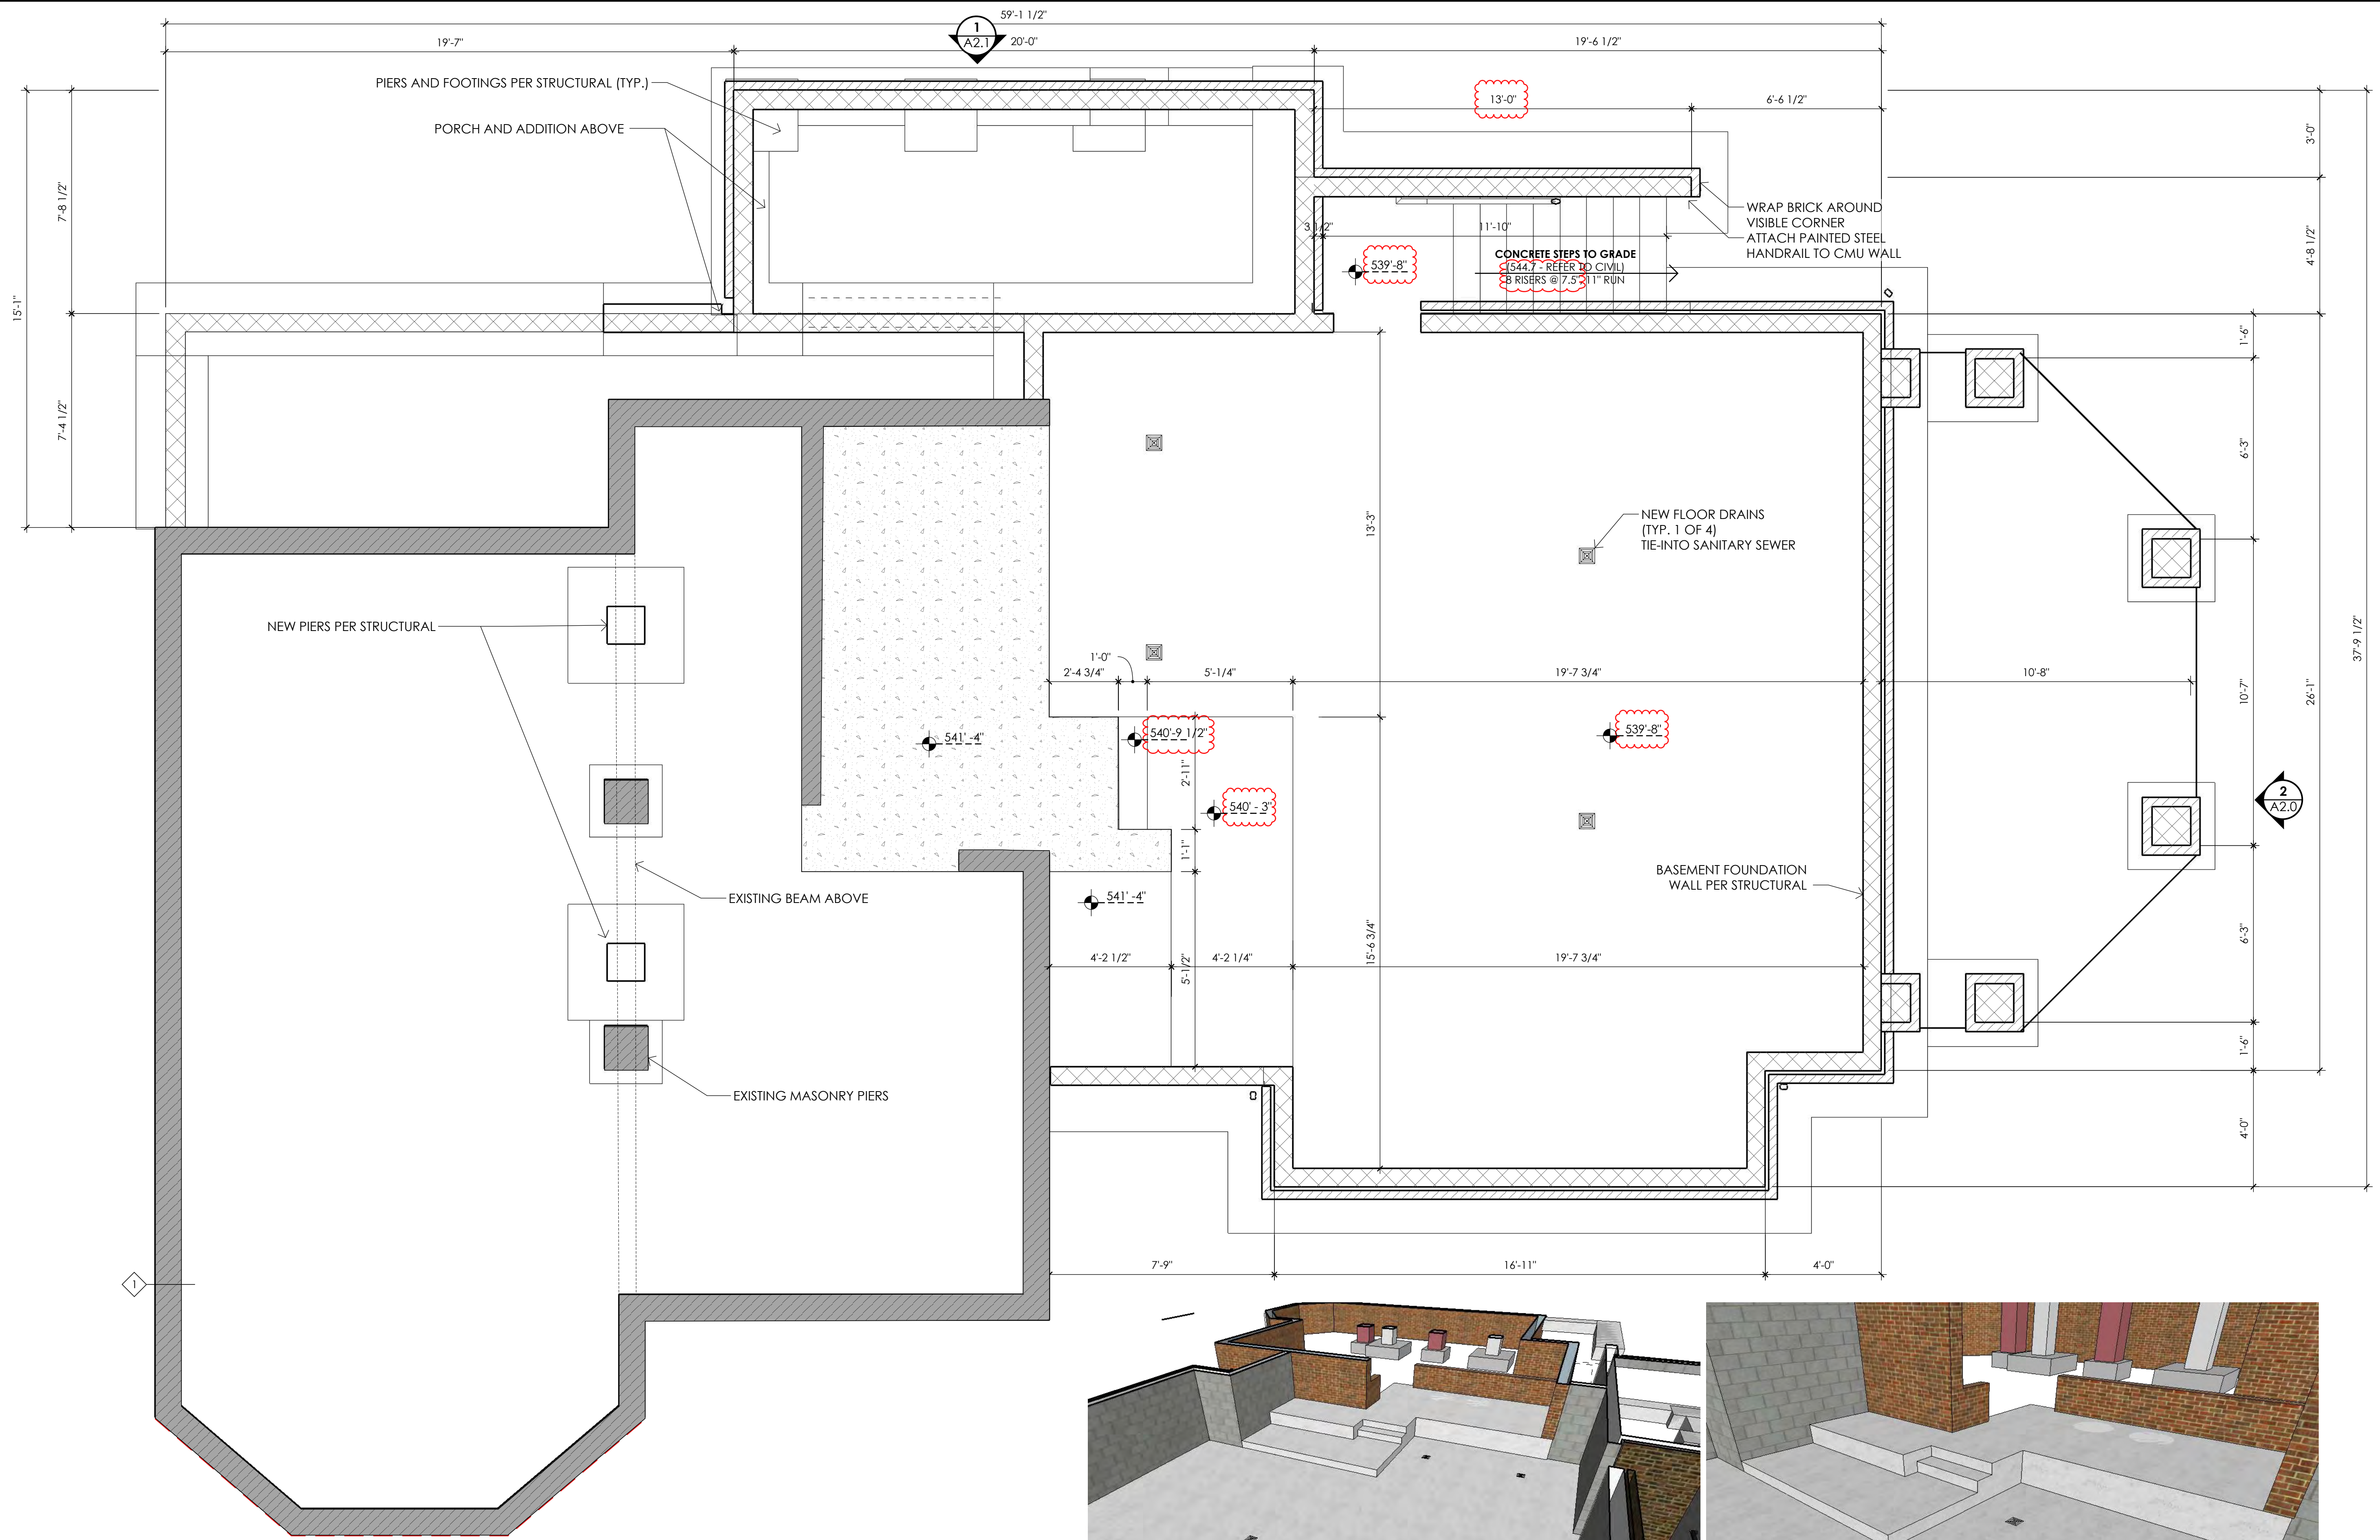 59'-1 1/2"
19'-7"
1
A2.1
20'-0"
19'-6 1/2"
PIERS AND FOOTINGS PER STRUCTURAL (TYP.)
13'-0"
6'-6 1/2"
PORCH AND ADDITION ABOVE
3'-0"
7'-8 1/2"
WRAP BRICK AROUND
VISIBLE CORNER
ATTACH PAINTED STEEL
HANDRAIL TO CMU WALL
3 1/2"
11'-10"
4'-8 1/2"
CONCRETE STEPS TO GRADE
(544.7 - REFER TO CIVIL)
8 RISERS @ 7.5", 11" RUN
539'-8"
15'-1"
1'-6"
7'-4 1/2"
6'-3"
NEW FLOOR DRAINS
(TYP. 1 OF 4)
TIE-INTO SANITARY SEWER
13'-3"
NEW PIERS PER STRUCTURAL
37'-9 1/2"
1'-0"
2'-4 3/4"
5'-1/4"
19'-7 3/4"
10'-8"
10'-7"
26'-1"
541' -4"
540'-9 1/2"
539'-8"
2'-11"
540' - 3"
2
A2.0
1'-1"
BASEMENT FOUNDATION
WALL PER STRUCTURAL
EXISTING BEAM ABOVE
541' -4"
15'-6 3/4"
6'-3"
4'-2 1/2"
4'-2 1/4"
19'-7 3/4"
5'-1/2"
1'-6"
EXISTING MASONRY PIERS
4'-0"
7'-9"
16'-11"
4'-0"
1